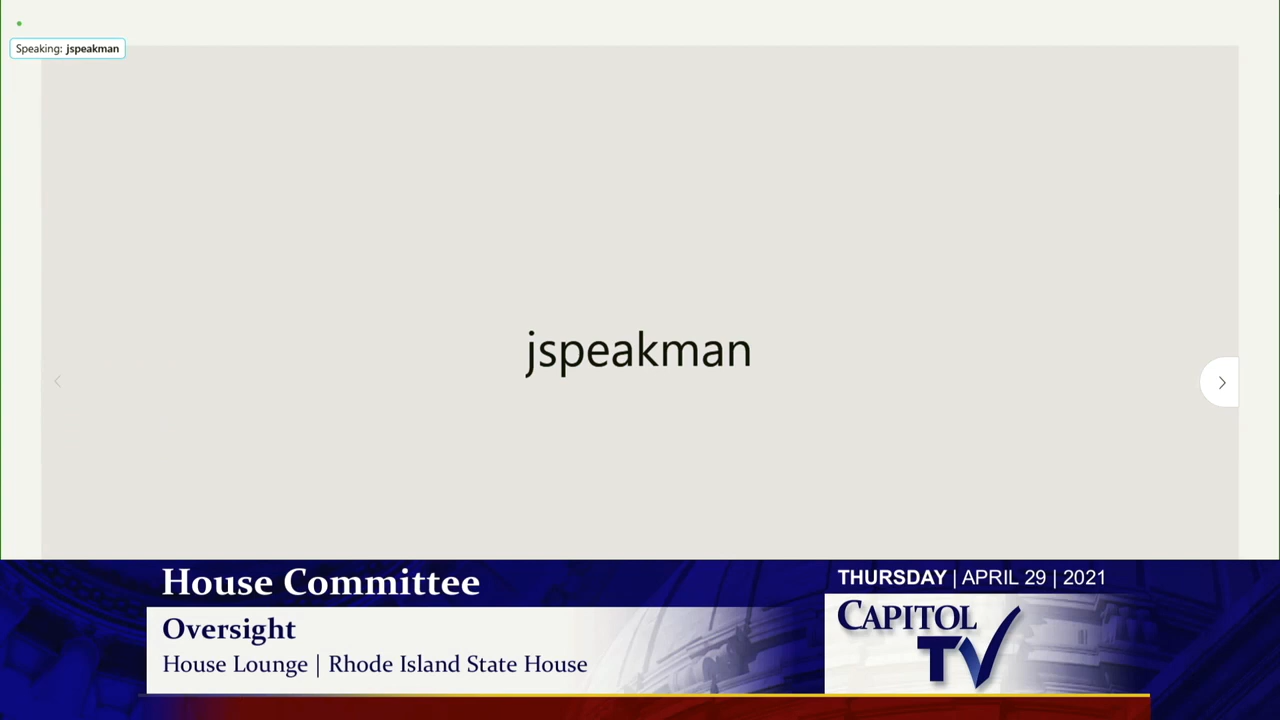 Speaking: jspeakman
jspeakman
House Committee
Oversight
House Lounge | Rhode Island State House
THURSDAY | APRIL 29 | 2021
CAPITOL
TV